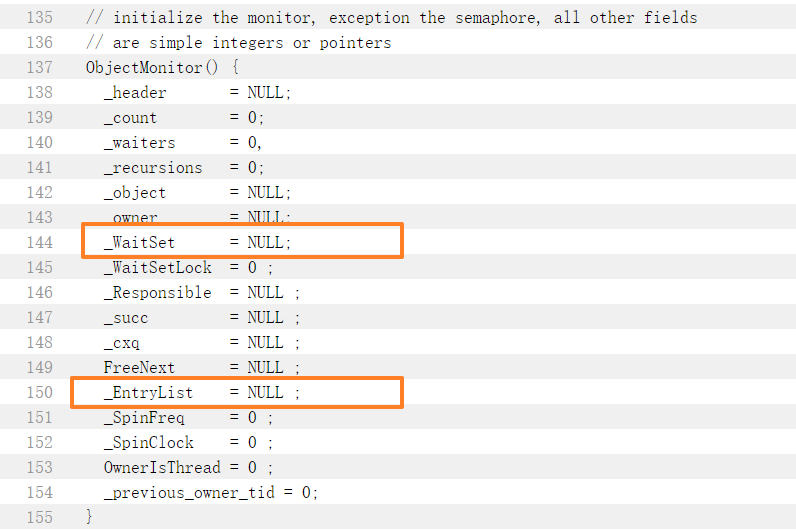 135 // initialize the monitor, exception the semaphore, all other fields
136 // are simple integers or pointers
137 ObjectMonitor() {
138 _header = NULL;
139 _count = 0;
140 _waiters = 0,
141 _recursions = 0;
142 _object = NULL;
143 _owner = NULL;
144 _WaitSet = NULL;
145 _WaitSetLock = 0 ;
146 _Responsible = NULL ;
147 _succ = NULL ;
148 _cxq = NULL ;
149 FreeNext = NULL ;
150 _EntryList = NULL ;
151 _SpinFreq = 0 ;
152 _SpinClock = 0 ;
153 OwnerIsThread = 0 ;
154 _previous_owner_tid = 0;
155 }